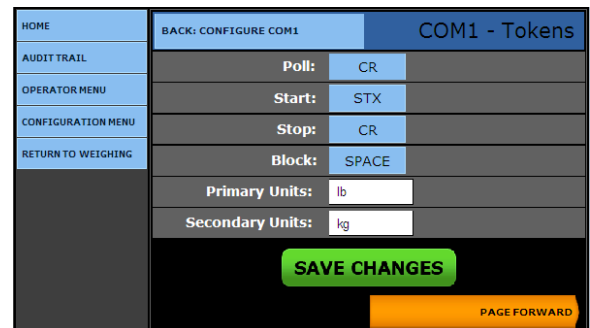 HOME
AUDIT TRAIL
OPERATOR MENU
CONFIGURATION MENU
RETURN TO WEIGHING
BACK: CONFIGURE COM1
COM1 - Tokens
Poll: CR
Start: STX
Stop: CR
Block: SPACE
Primary Units: lb
Secondary Units: kg
SAVE CHANGES
PAGE FORWARD